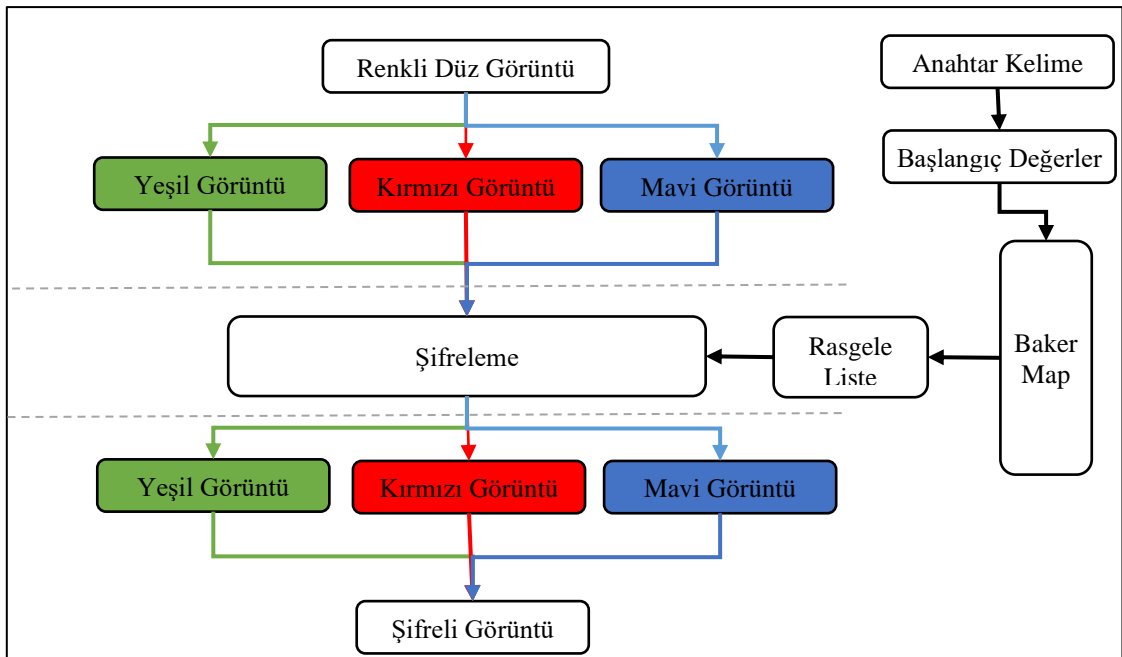 Renkli Düz Görüntü
Anahtar Kelime
Başlangıç Değerler
Yeşil Görüntü
Kırmızı Görüntü
Mavi Görüntü
Şifreleme
Rasgele
Liste
Baker
Map
Yeşil Görüntü
Kırmızı Görüntü
Mavi Görüntü
Şifreli Görüntü